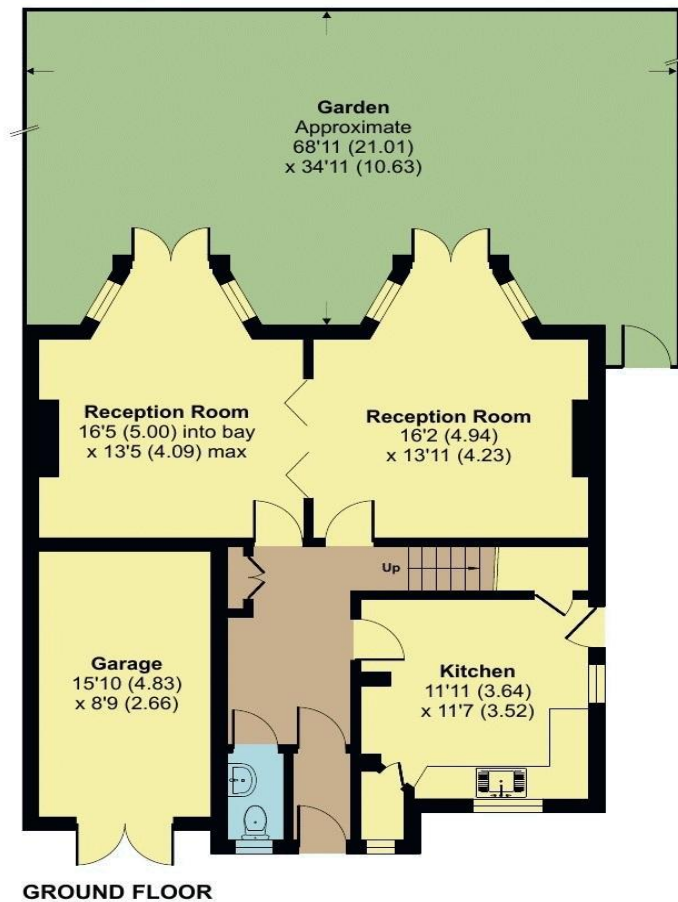 Garden
Approximate
68'11 (21.01)
x 34'11 (10.63)
Reception Room
16'5 (5.00) into bay
x 13'5 (4.09) max
Reception Room
16'2 (4.94)
x 13'11 (4.23)
Up
Garage
15'10 (4.83)
x 8'9 (2.66)
Kitchen
11'11 (3.64)
x 11'7 (3.52)
GROUND FLOOR